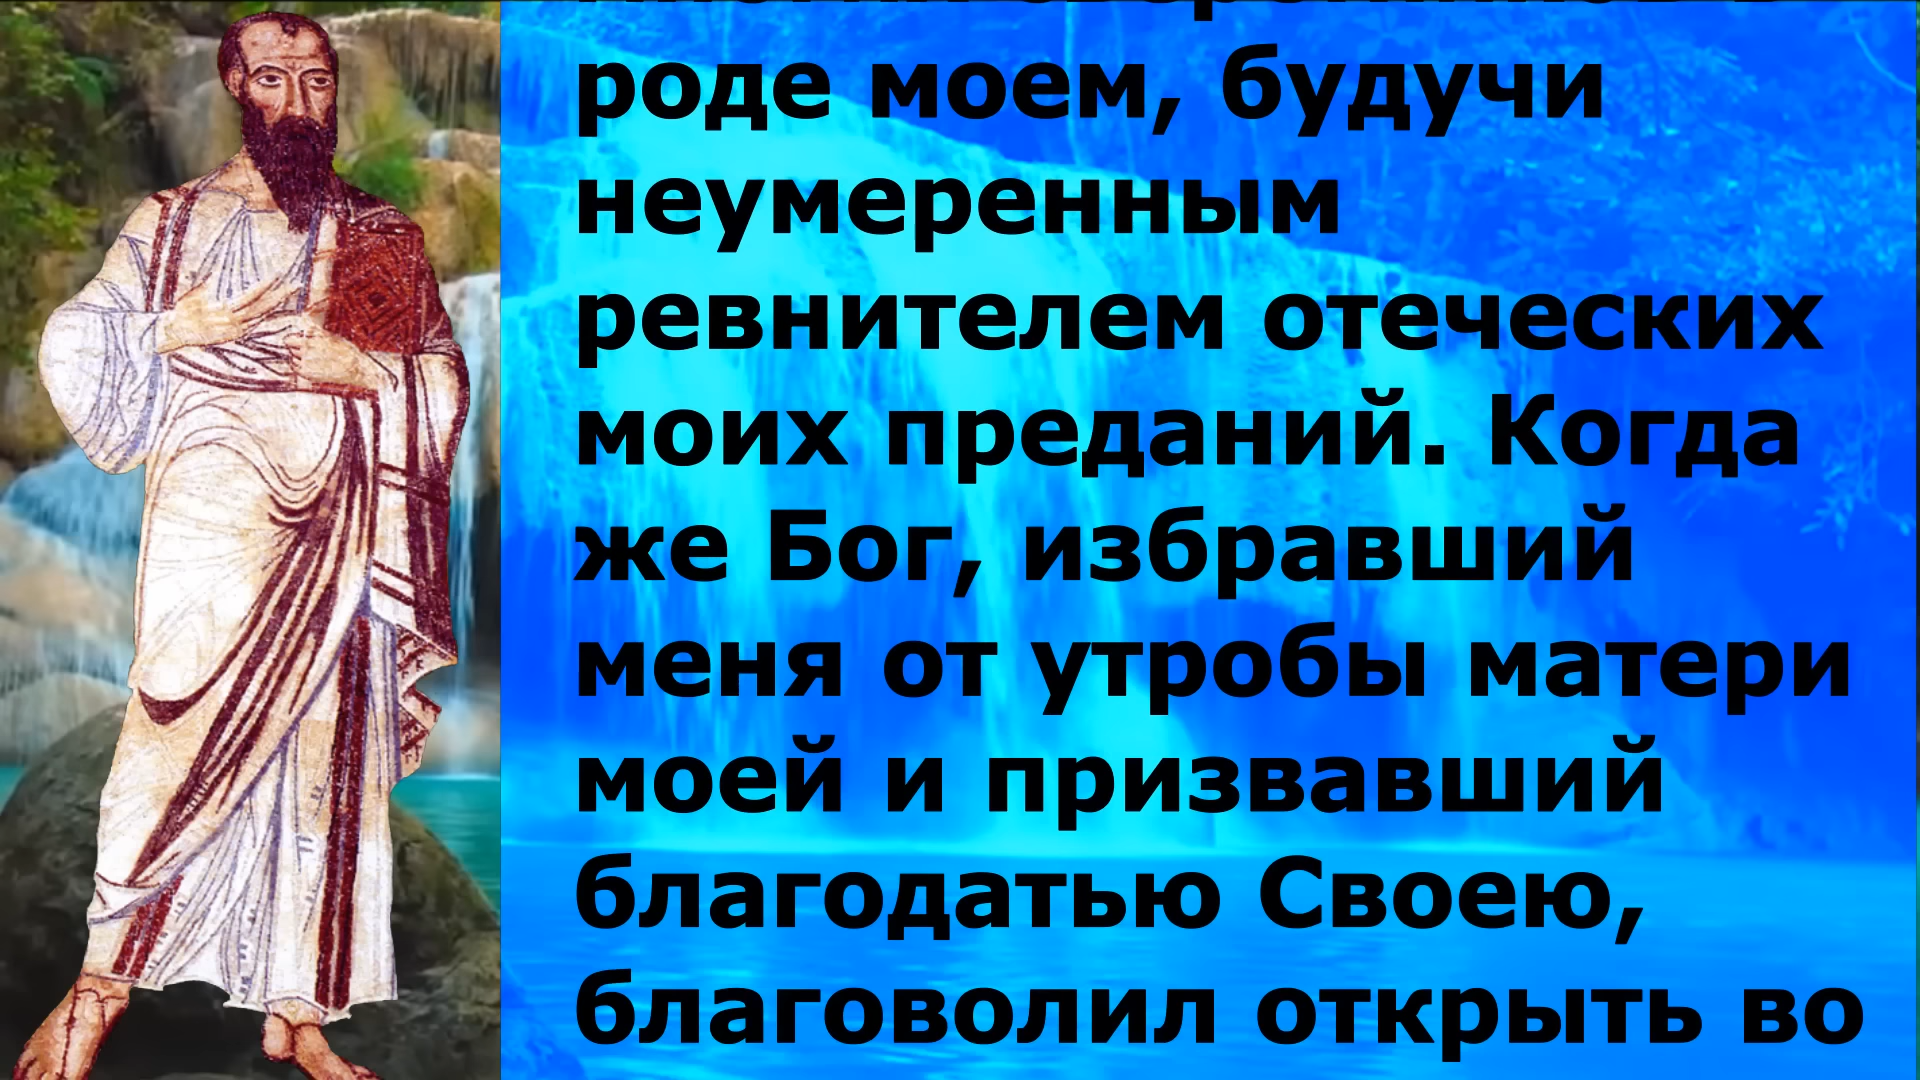 роде моем, будучи
неумеренным
ревнителем отеческих
моих преданий. Когда
же Бог, избравший
меня от утробы матери
моей и призвавший
благодатью Своею,
благоволил открыть во